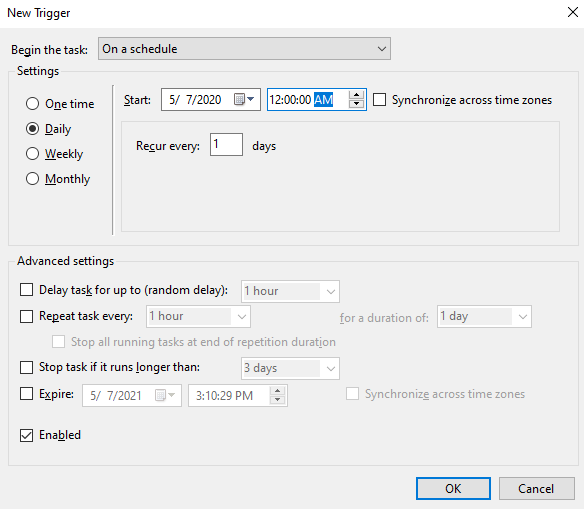 New Trigger
Begin the task: On a schedule
Settings
One time
Start: 5/ 7/2020 12:00:00 AM Synchronize across time zones
Daily
Recur every: 1 days
Weekly
Monthly
Advanced settings
Delay task for up to (random delay): 1 hour
Repeat task every: 1 hour for a duration of: 1 day
Stop all running tasks at end of repetition duration
Stop task if it runs longer than: 3 days
Expire: 5/ 7/2021 3:10:29 PM Synchronize across time zones
Enabled
OK Cancel